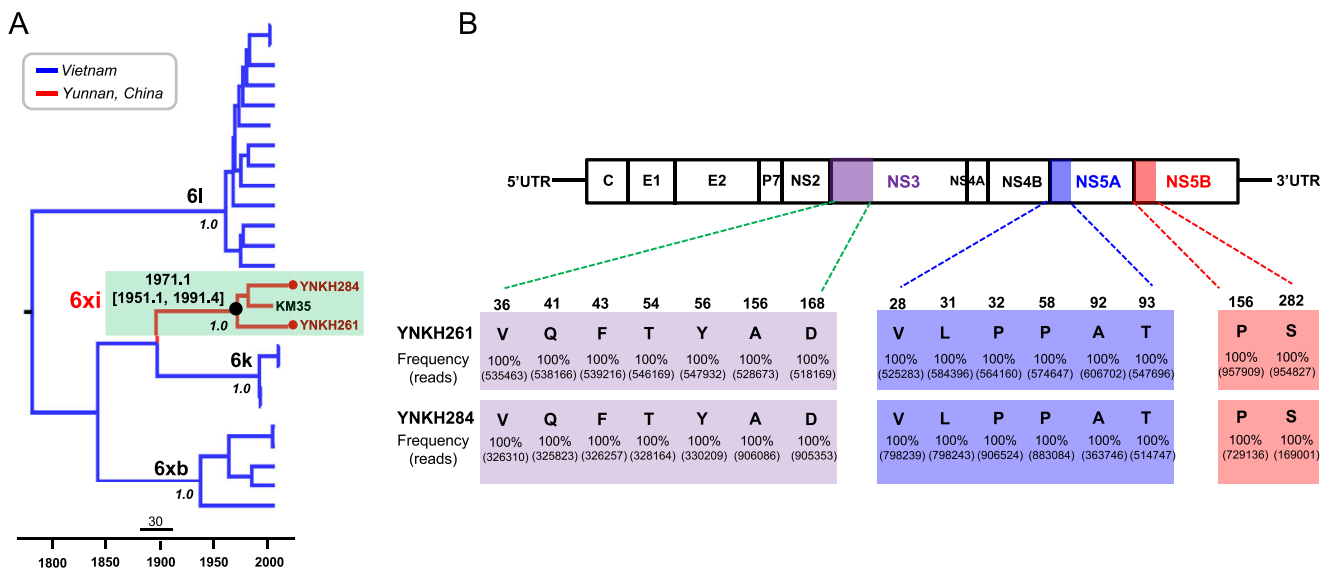 A
Vietnam
Yunnan, China
6l
1.0
1971.1
[1951.1, 1991.4]
6xi
1.0
YNKH284
KM35
YNKH261
6k
1.0
6xb
1.0
30
1800 1850 1900 1950 2000
B
5'UTR C E1 E2 P7 NS2 NS3 NS4A NS4B NS5A NS5B 3'UTR
36 41 43 54 56 156 168 28 31 32 58 92 93 156 282
YNKH261 V Q F T Y A D V L P P A T P S
Frequency 100% 100% 100% 100% 100% 100% 100% 100% 100% 100% 100% 100% 100% 100% 100%
(reads) (535463) (538166) (539216) (546169) (547932) (528673) (518169) (525283) (584396) (564160) (574647) (606702) (547696) (957909) (954827)
YNKH284 V Q F T Y A D V L P P A T P S
Frequency 100% 100% 100% 100% 100% 100% 100% 100% 100% 100% 100% 100% 100% 100% 100%
(reads) (326310) (325823) (326257) (328164) (330209) (906086) (905353) (798239) (798243) (906524) (883084) (363746) (514747) (729136) (169001)